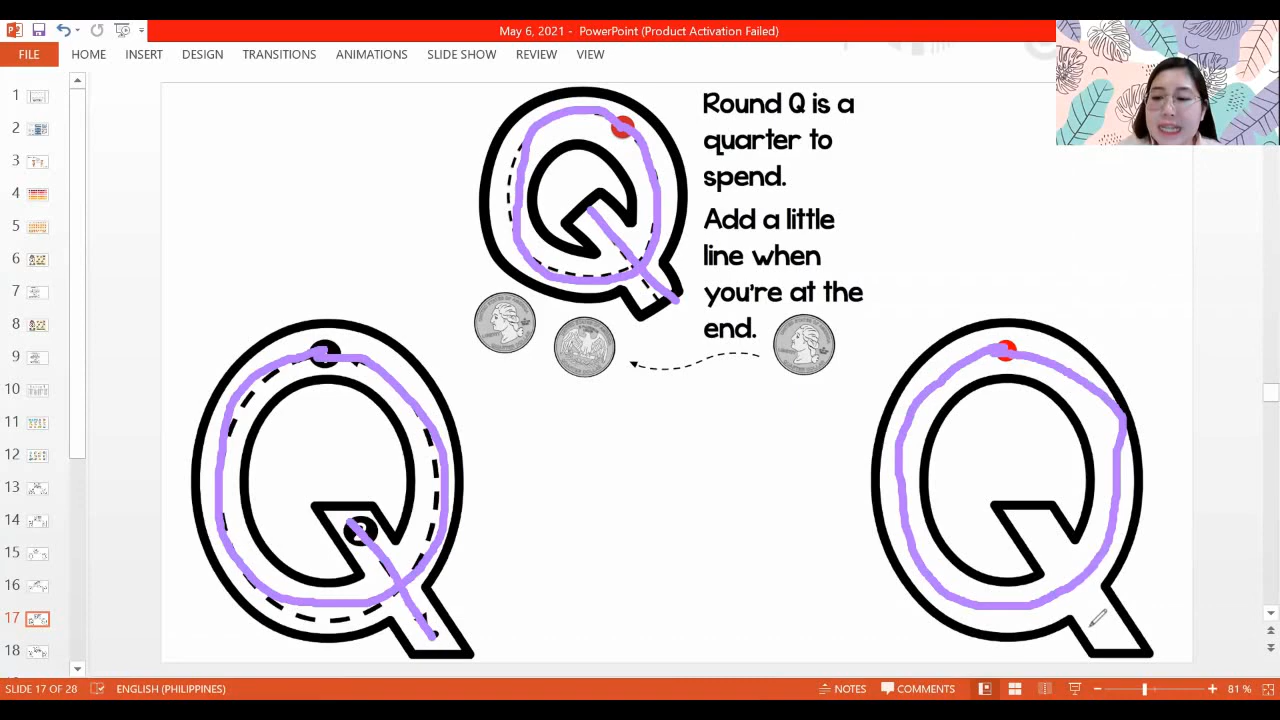 May 6, 2021 - PowerPoint (Product Activation Failed)
FILE HOME INSERT DESIGN TRANSITIONS ANIMATIONS SLIDE SHOW REVIEW VIEW
1
2
3
4
5
6
7
8
9
10
11
12
13
14
15
16
17
18
Round Q is a
quarter to
spend.
Add a little
line when
you're at the
end.
2
SLIDE 17 OF 28 ENGLISH (PHILIPPINES) NOTES COMMENTS 81 %